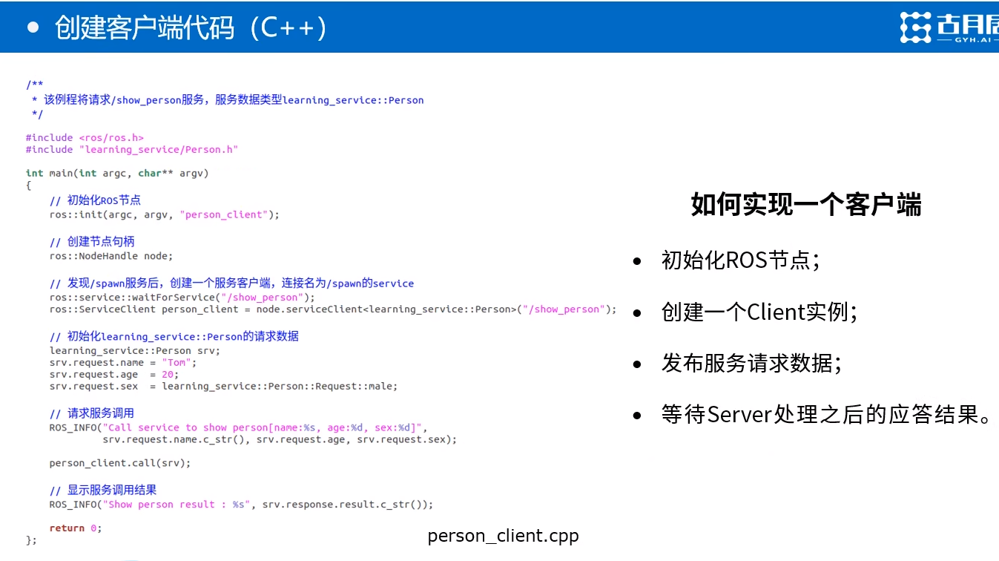 创建客户端代码（C++）
GYH.AI
/**
 * 该例程将请求/show_person服务，服务数据类型learning_service::Person
 */
#include <ros/ros.h>
#include "learning_service/Person.h"
int main(int argc, char** argv)
{
    // 初始化ROS节点
    ros::init(argc, argv, "person_client");
    // 创建节点句柄
    ros::NodeHandle node;
    // 发现/spawn服务后，创建一个服务客户端，连接名为/spawn的service
    ros::service::waitForService("/show_person");
    ros::ServiceClient person_client = node.serviceClient<learning_service::Person>("/show_person");
    // 初始化learning_service::Person的请求数据
    learning_service::Person srv;
    srv.request.name = "Tom";
    srv.request.age  = 20;
    srv.request.sex  = learning_service::Person::Request::male;
    // 请求服务调用
    ROS_INFO("Call service to show person[name:%s, age:%d, sex:%d]",
             srv.request.name.c_str(), srv.request.age, srv.request.sex);
    person_client.call(srv);
    // 显示服务调用结果
    ROS_INFO("Show person result : %s", srv.response.result.c_str());
    return 0;
};
如何实现一个客户端
• 初始化ROS节点；
• 创建一个Client实例；
• 发布服务请求数据；
• 等待Server处理之后的应答结果。
person_client.cpp